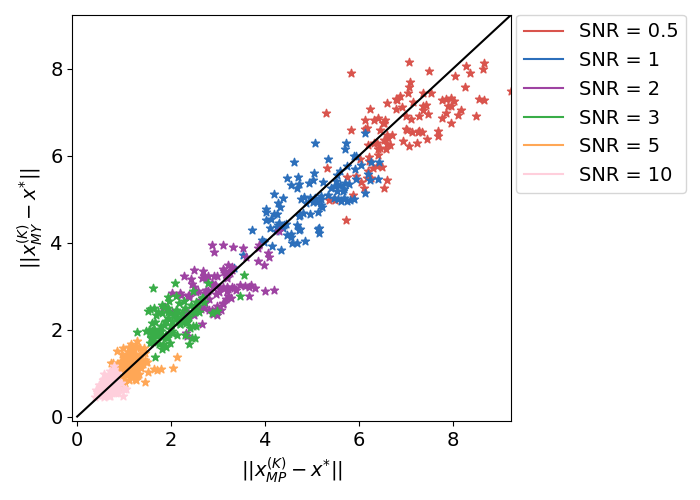 SNR = 0.5
SNR = 1
SNR = 2
SNR = 3
SNR = 5
SNR = 10
8
6
4
2
0
||x_{MY}^{(K)} − x^*||
0 2 4 6 8
||x_{MP}^{(K)} − x^*||